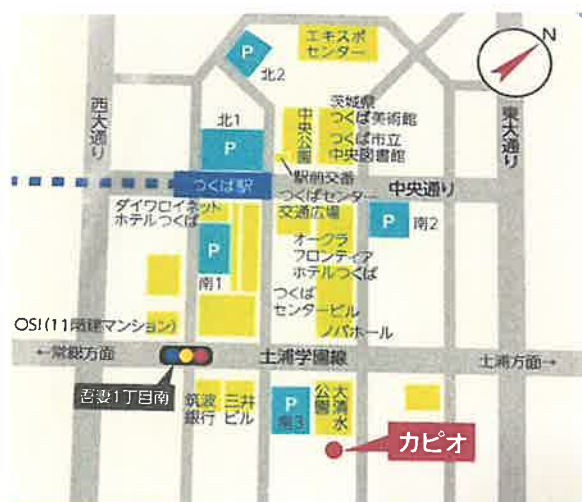 エキスポ
センター
N
P
北2
茨城県
つくば美術館
つくば市立
中央図書館
中央公園
西大通り
東大通り
北1
P
駅前交番
つくば駅
中央通り
ダイワロイネット
ホテルつくば
つくばセンター
交通広場
P
南2
P
南1
オークラ
フロンティア
ホテルつくば
つくば
センタービル
ノバホール
OSI(11階建マンション)
←常総方面
土浦学園線
土浦方面→
吾妻1丁目南
筑波
銀行
三井
ビル
P
南3
大清水
公園
カピオ